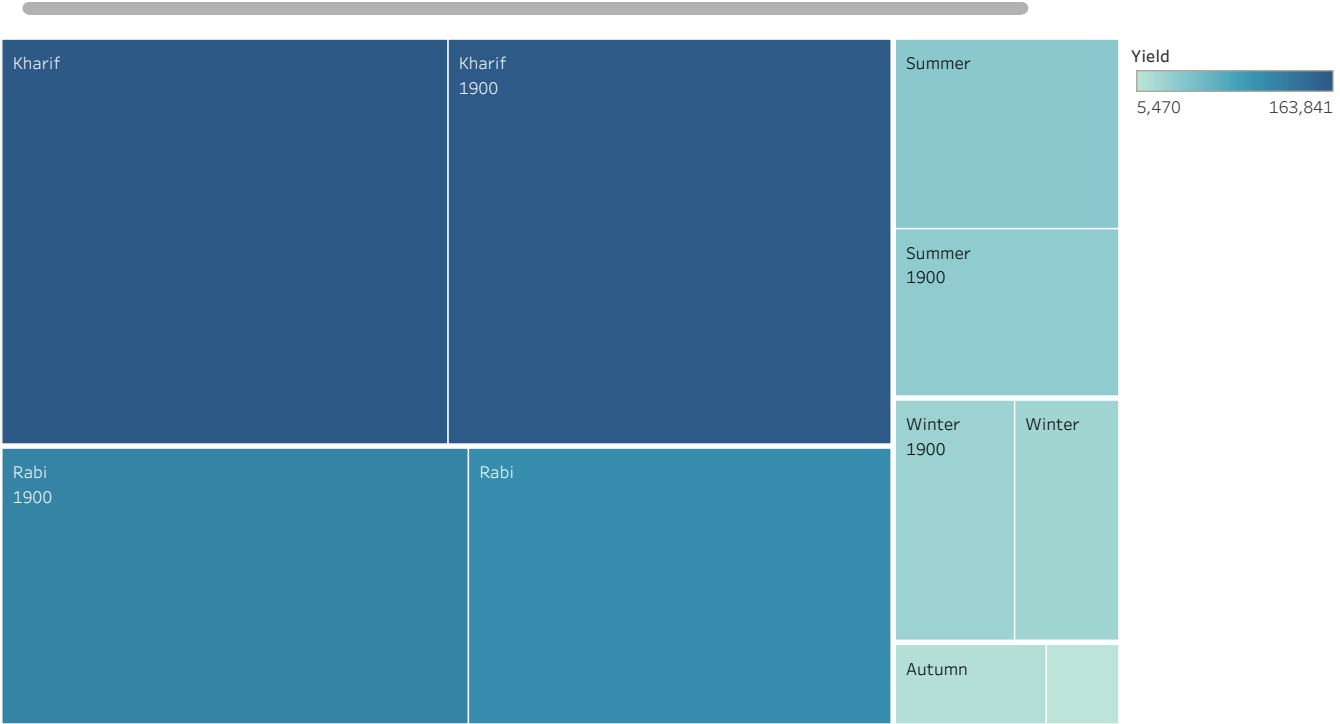 Kharif
Kharif
1900
Summer
Yield
5,470 163,841
Summer
1900
Winter
1900
Winter
Rabi
1900
Rabi
Autumn